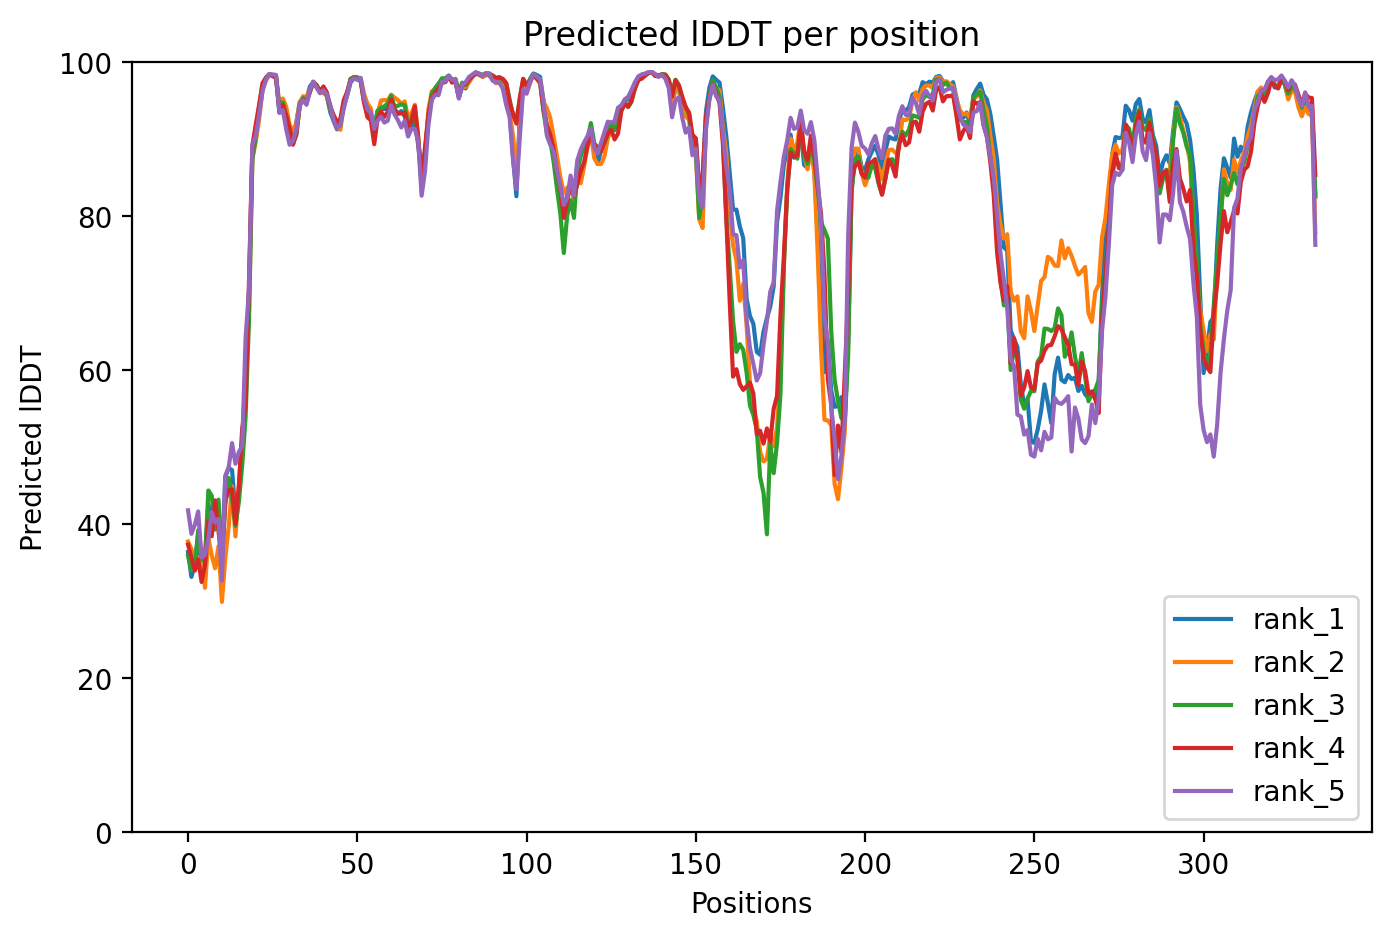 Predicted lDDT per position
100
80
60
40
20
0
Predicted lDDT
0 50 100 150 200 250 300
Positions
rank_1
rank_2
rank_3
rank_4
rank_5